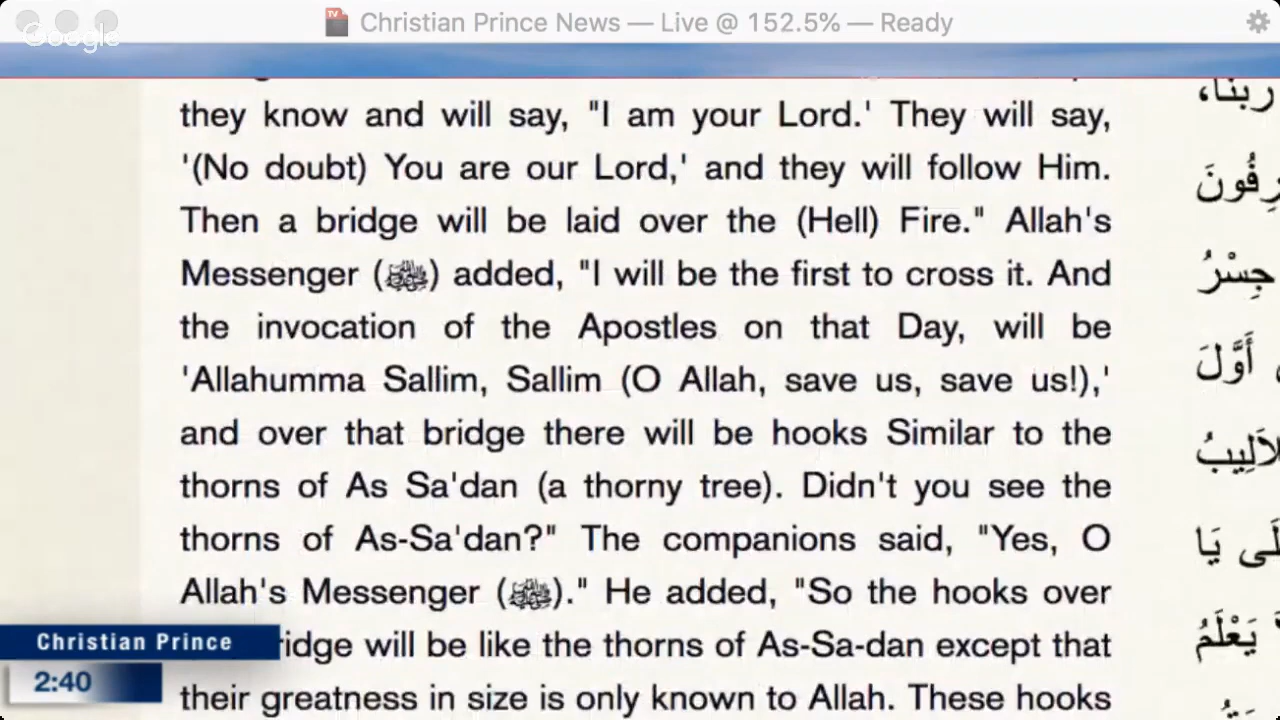 Christian Prince News — Live @ 152.5% — Ready
Google
they know and will say, "I am your Lord.' They will say,
'(No doubt) You are our Lord,' and they will follow Him.
Then a bridge will be laid over the (Hell) Fire." Allah's
Messenger (ﷺ) added, "I will be the first to cross it. And
the invocation of the Apostles on that Day, will be
'Allahumma Sallim, Sallim (O Allah, save us, save us!),'
and over that bridge there will be hooks Similar to the
thorns of As Sa'dan (a thorny tree). Didn't you see the
thorns of As-Sa'dan?" The companions said, "Yes, O
Allah's Messenger (ﷺ)." He added, "So the hooks over
ridge will be like the thorns of As-Sa-dan except that
their greatness in size is only known to Allah. These hooks
رَبَّنَا،
جِسْرُ
أَوَّلَ
يَا
يَعْلَمُ
Christian Prince
2:40